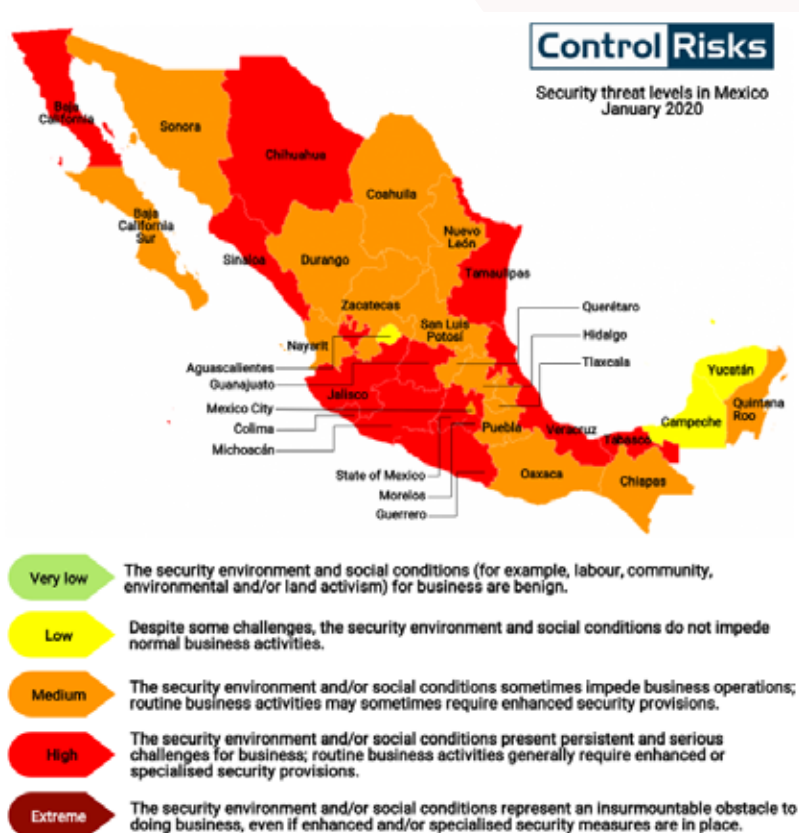 Control Risks
Security threat levels in Mexico
January 2020
Baja
California
Sonora
Chihuahua
Coahuila
Baja
California
Sur
Nuevo
León
Sinaloa
Durango
Tamaulipas
Zacatecas
San Luis
Potosí
Querétaro
Hidalgo
Tlaxcala
Nayarit
Aguascalientes
Guanajuato
Jalisco
Mexico City
Colima
Michoacán
Puebla
Veracruz
Tabasco
Yucatán
Quintana
Roo
Campeche
State of Mexico
Morelos
Guerrero
Oaxaca
Chiapas
Very low
The security environment and social conditions (for example, labour, community,
environmental and/or land activism) for business are benign.
Low
Despite some challenges, the security environment and social conditions do not impede
normal business activities.
Medium
The security environment and/or social conditions sometimes impede business operations;
routine business activities may sometimes require enhanced security provisions.
High
The security environment and/or social conditions present persistent and serious
challenges for business; routine business activities generally require enhanced or
specialised security provisions.
Extreme
The security environment and/or social conditions represent an insurmountable obstacle to
doing business, even if enhanced and/or specialised security measures are in place.